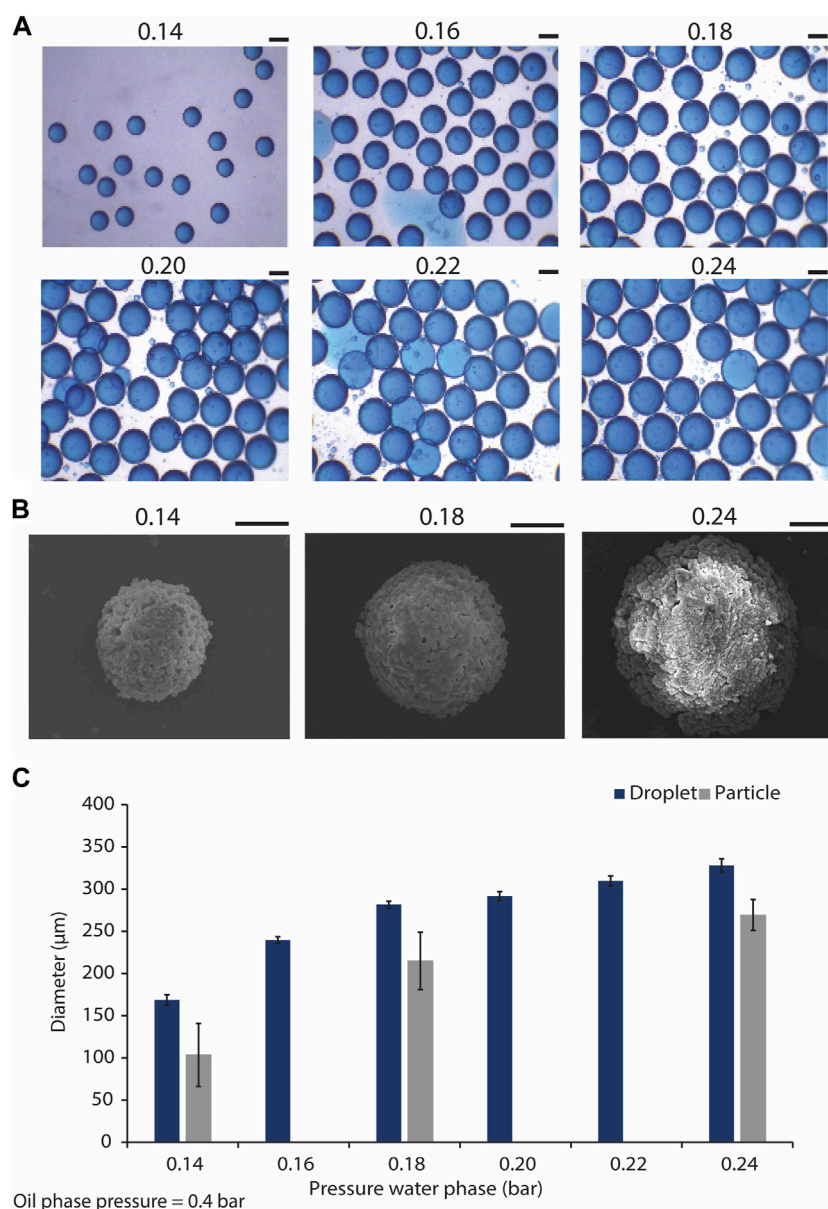 A
0.14 0.16 0.18
0.20 0.22 0.24
B
0.14 0.18 0.24
C
Droplet Particle
400
350
300
250
200
150
100
50
0
Diameter (µm)
0.14 0.16 0.18 0.20 0.22 0.24
Pressure water phase (bar)
Oil phase pressure = 0.4 bar